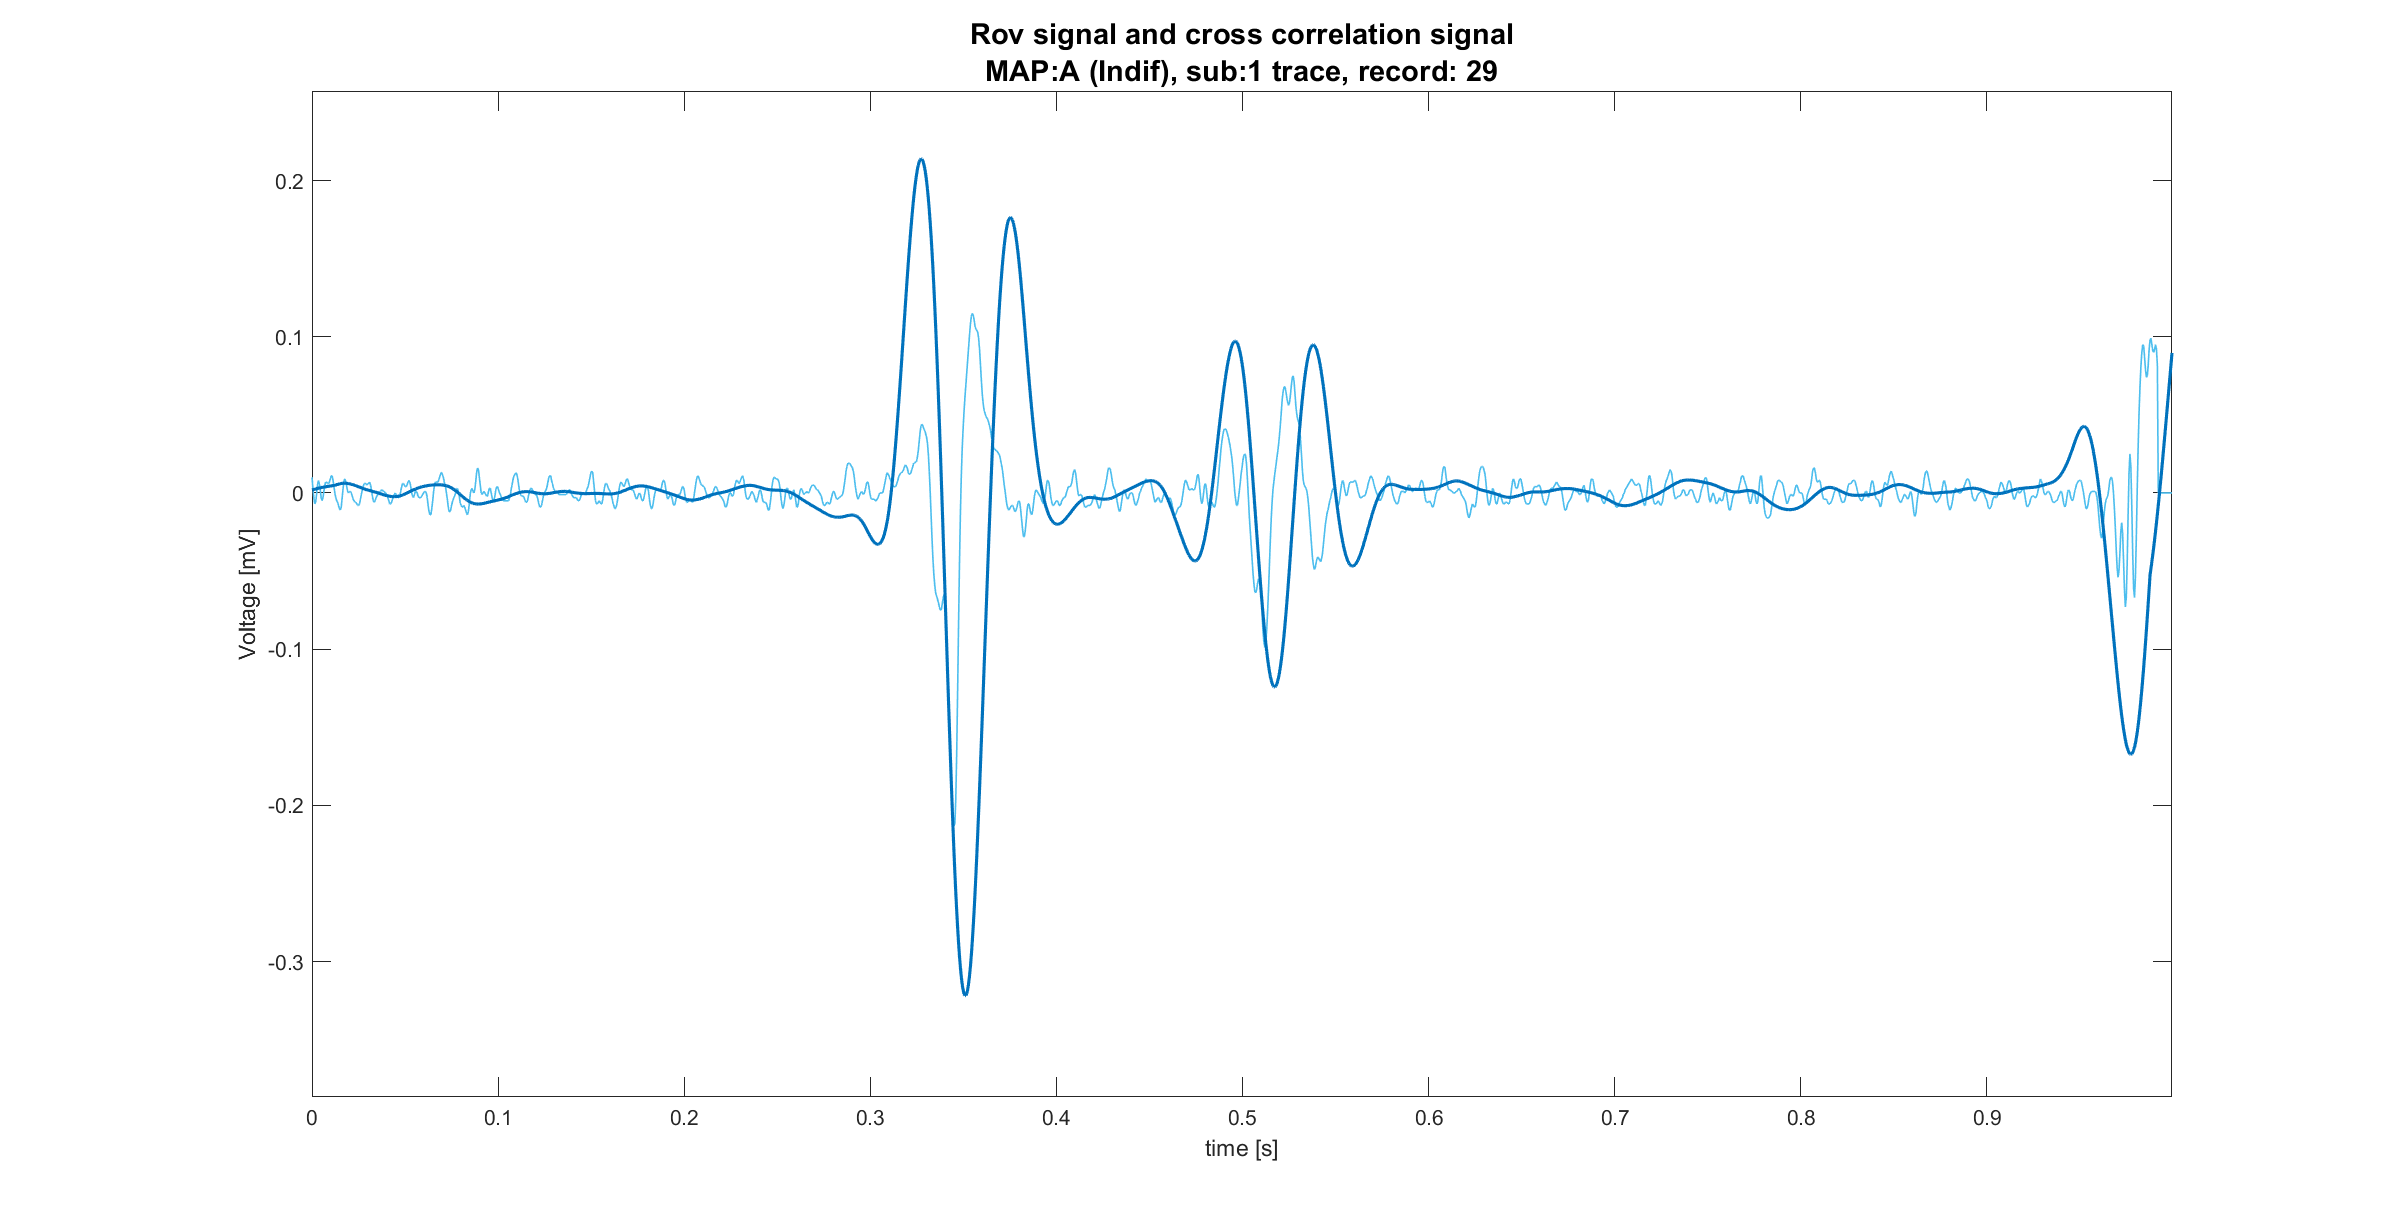 Rov signal and cross correlation signal
MAP:A (Indif), sub:1 trace, record: 29
0.2
0.1
0
-0.1
-0.2
-0.3
Voltage [mV]
0 0.1 0.2 0.3 0.4 0.5 0.6 0.7 0.8 0.9
time [s]